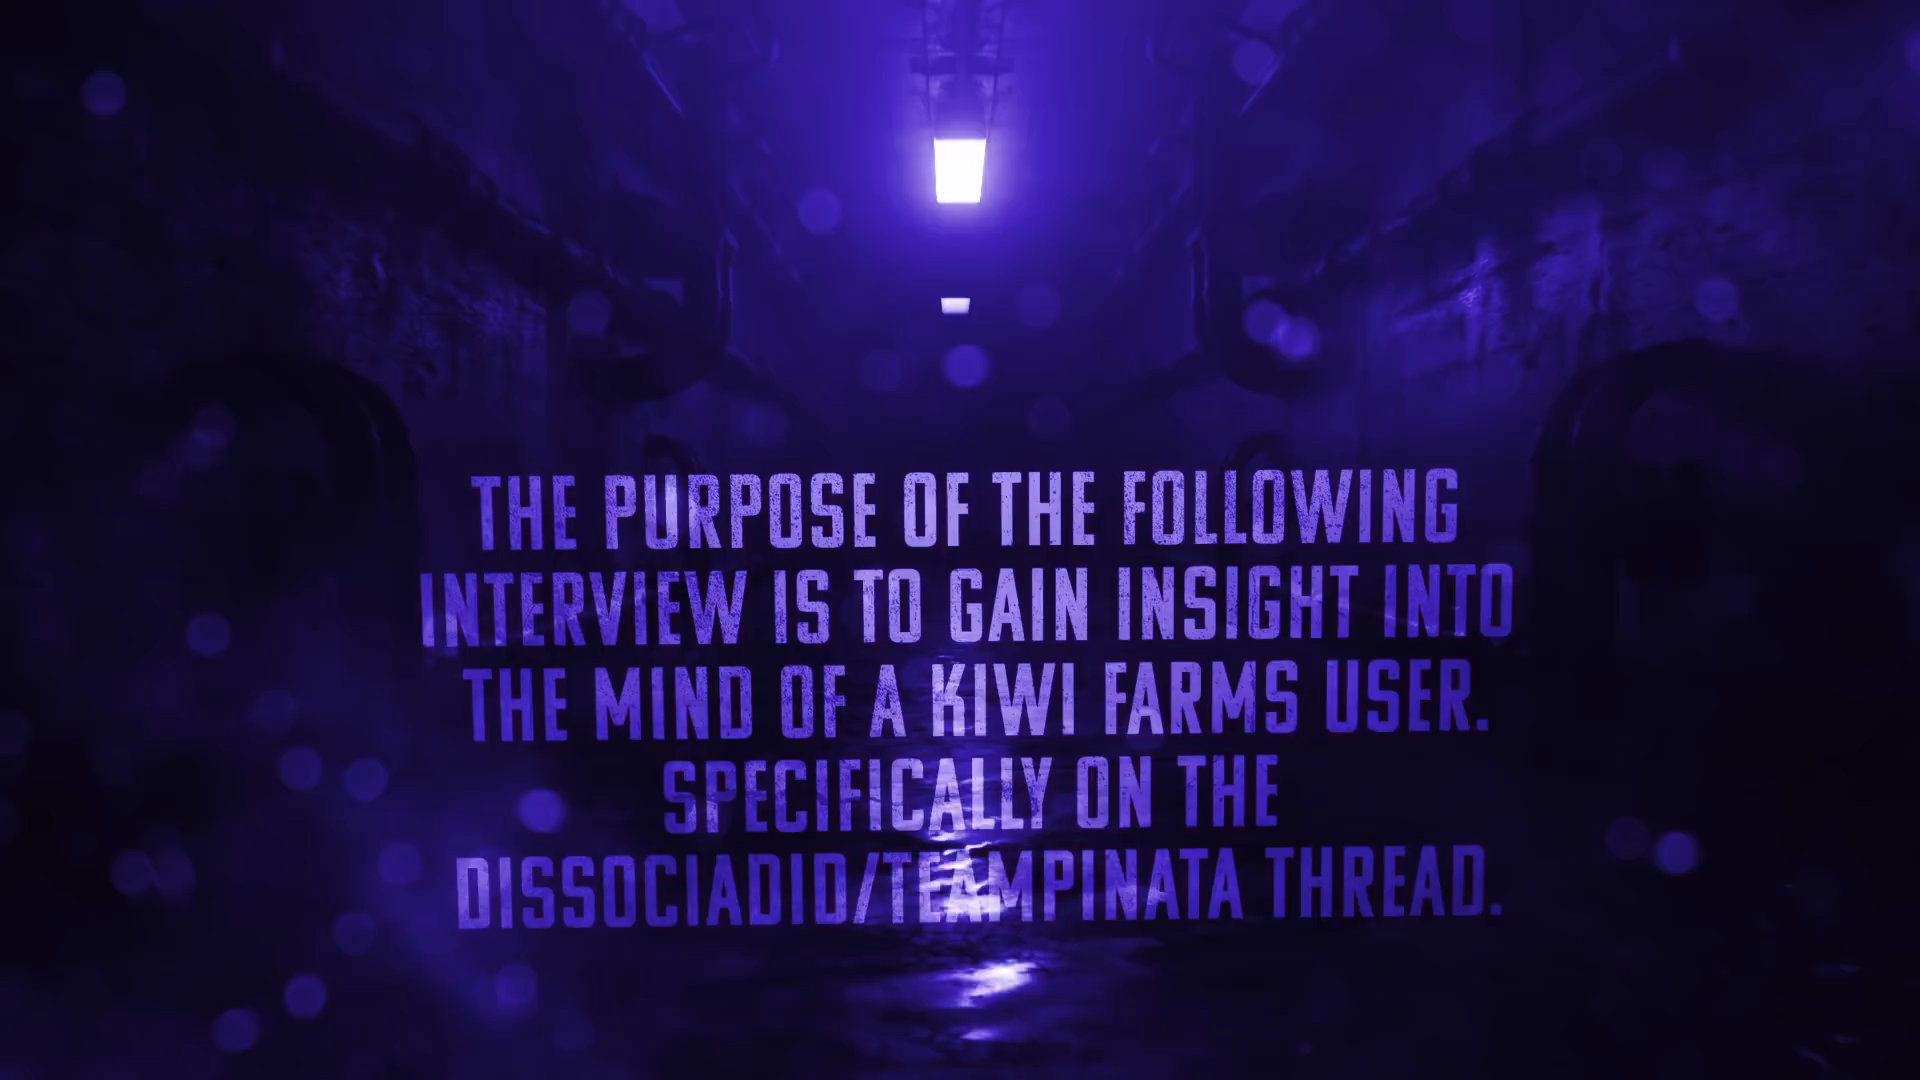 THE PURPOSE OF THE FOLLOWING
INTERVIEW IS TO GAIN INSIGHT INTO
THE MIND OF A KIWI FARMS USER.
SPECIFICALLY ON THE
DISSOCIADID/TEAMPINATA THREAD.